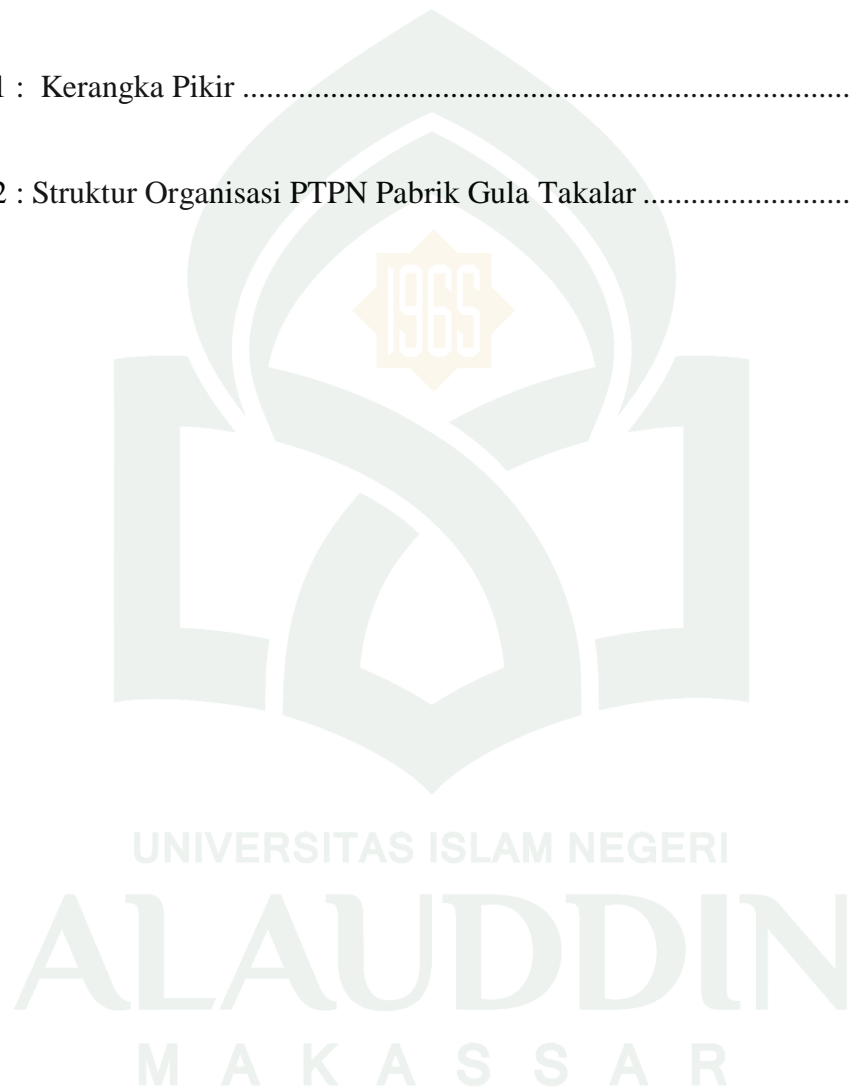 1 : Kerangka Pikir ............................................................................
2 : Struktur Organisasi PTPN Pabrik Gula Takalar ..........................
1965
UNIVERSITAS ISLAM NEGERI
ALAUDDIN
M A K A S S A R